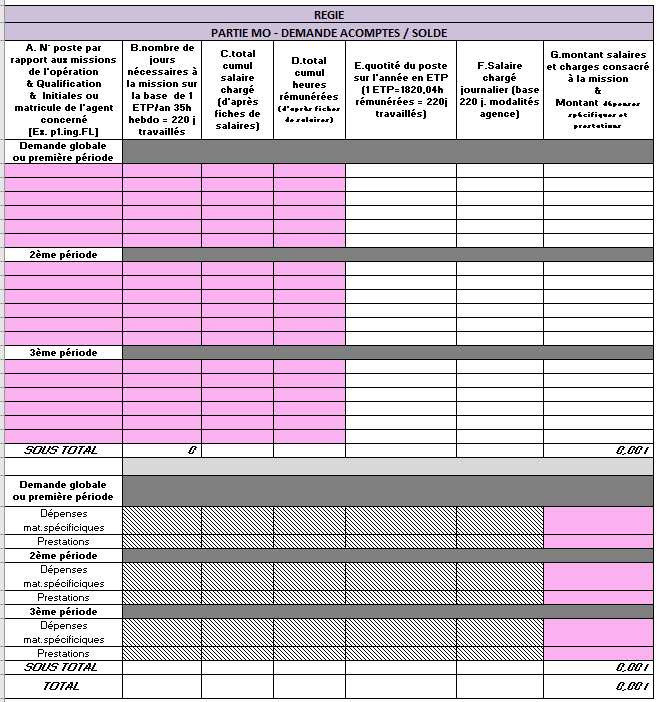 REGIE
PARTIE MO - DEMANDE ACOMPTES / SOLDE
A. N° poste par
rapport aux missions
de l'opération
& Qualification
& Initiales ou
matricule de l'agent
concerné
[Ex. p1.ing.FL]
B.nombre de
jours
nécessaires à
la mission sur
la base de 1
ETP/an 35h
hebdo = 220 j
travaillés
C.total
cumul
salaire
chargé
(d'après
fiches de
salaires)
D.total
cumul
heures
rémunérées
(d'après fiches
de salaires)
E.quotité du poste
sur l'année en ETP
(1 ETP=1820,04h
rémunérées = 220j
travaillés)
F.Salaire
chargé
journalier (base
220 j. modalités
agence)
G.montant salaires
et charges consacré
à la mission
&
Montant dépenses
spécifiques et
prestations
Demande globale
ou première période
2ème période
3ème période
SOUS TOTAL 0 0,00 €
Demande globale
ou première période
Dépenses
mat.spécifiques
Prestations
2ème période
Dépenses
mat.spécifiques
Prestations
3ème période
Dépenses
mat.spécifiques
Prestations
SOUS TOTAL 0,00 €
TOTAL 0,00 €